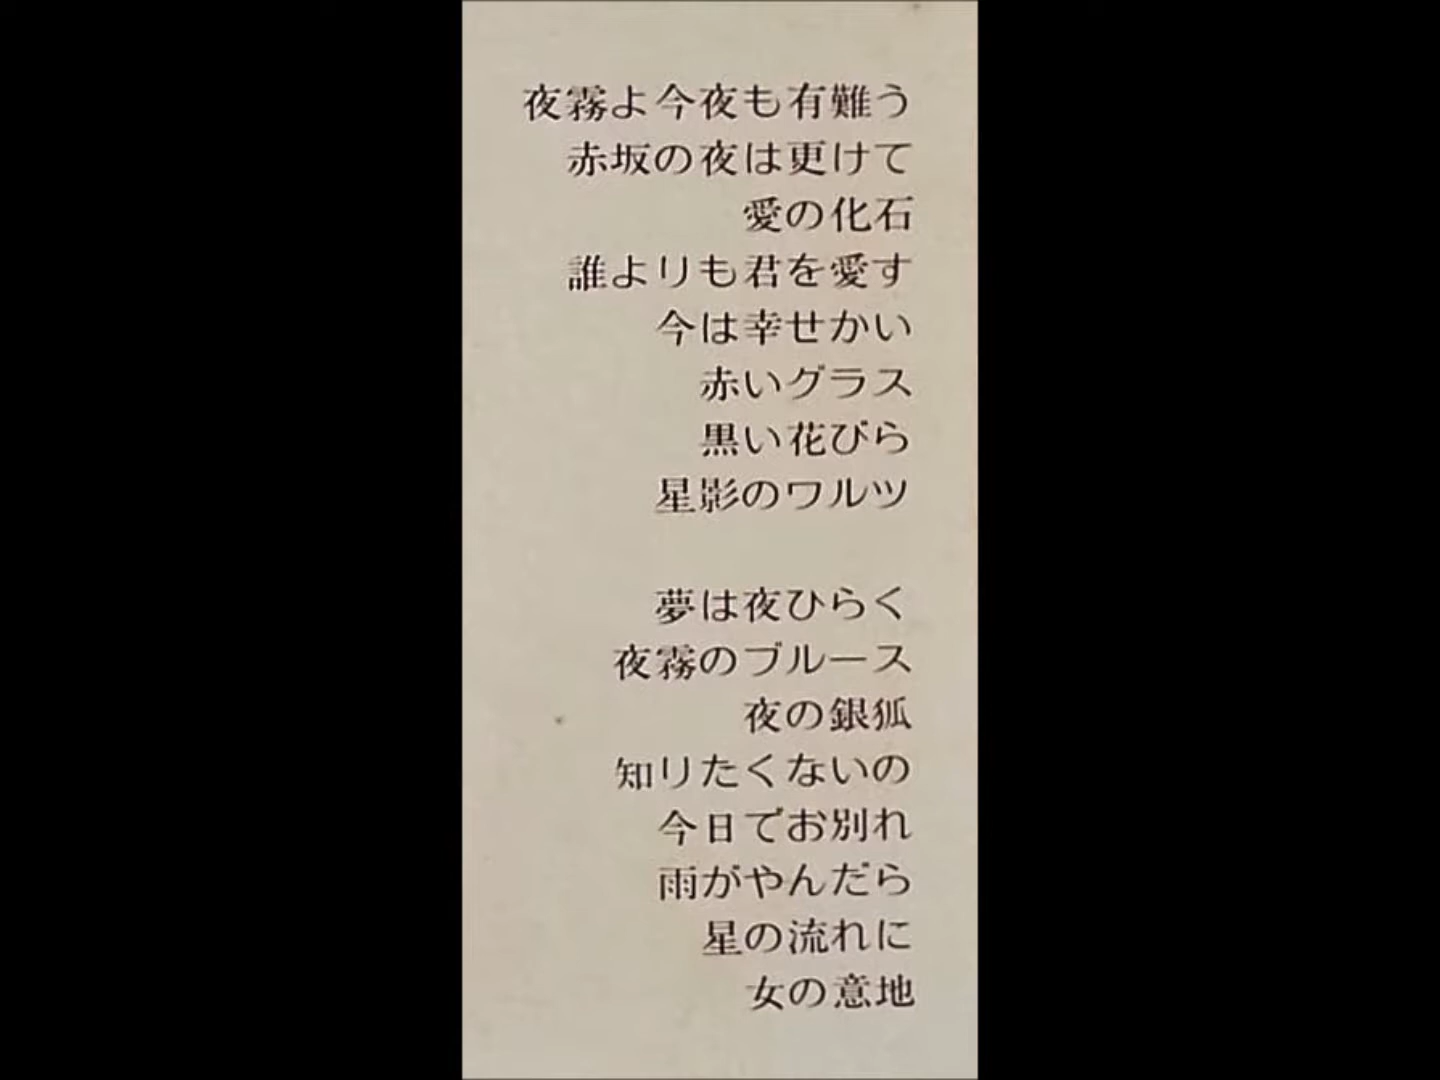 夜霧よ今夜も有難う
赤坂の夜は更けて
愛の化石
誰よりも君を愛す
今は幸せかい
赤いグラス
黒い花びら
星影のワルツ
夢は夜ひらく
夜霧のブルース
夜の銀狐
知りたくないの
今日でお別れ
雨がやんだら
星の流れに
女の意地